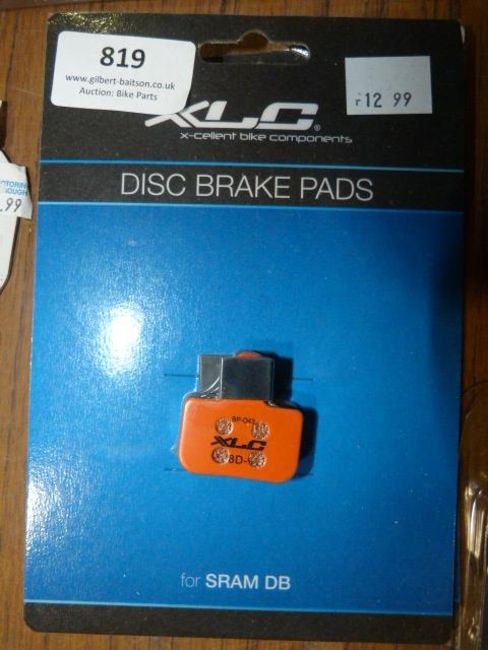 819
www.gilbert-baitson.co.uk
Auction: Bike Parts
12 99
XLC®
x-cellent bike components
DISC BRAKE PADS
.99
XLC
for SRAM DB